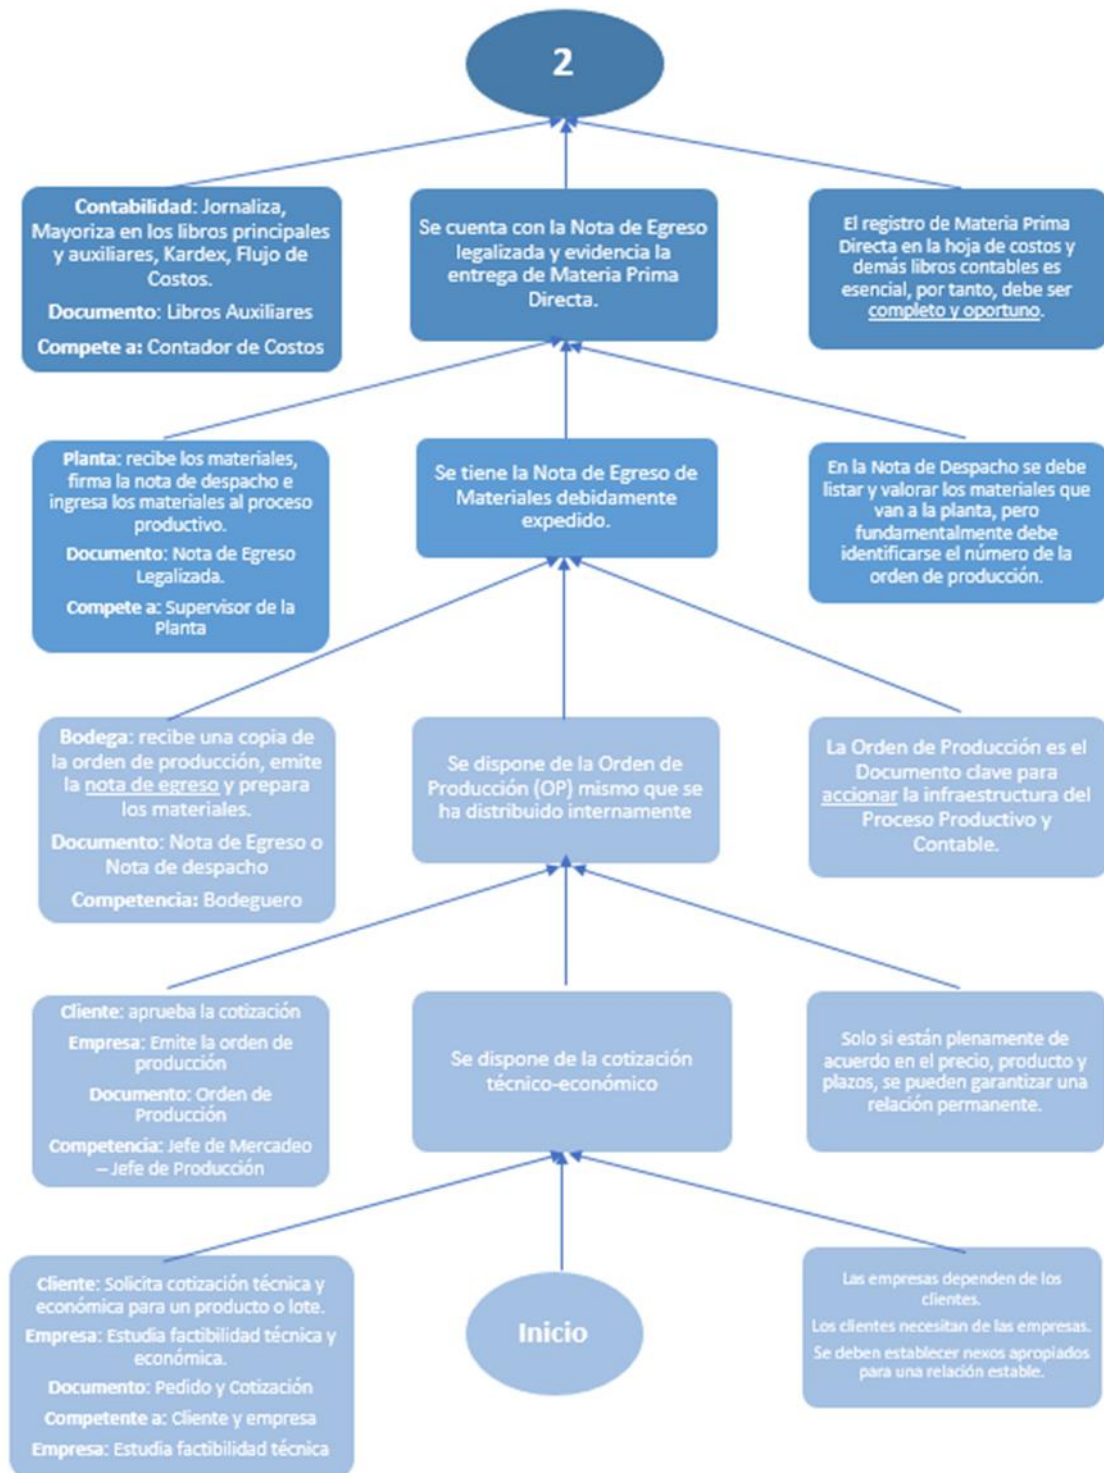 2
Contabilidad: Jornaliza,
Mayoriza en los libros principales
y auxiliares, Kardex, Flujo de
Costos.
Documento: Libros Auxiliares
Compete a: Contador de Costos
Se cuenta con la Nota de Egreso
legalizada y evidencia la
entrega de Materia Prima
Directa.
El registro de Materia Prima
Directa en la hoja de costos y
demás libros contables es
esencial, por tanto, debe ser
completo y oportuno.
Planta: recibe los materiales,
firma la nota de despacho e
ingresa los materiales al proceso
productivo.
Documento: Nota de Egreso
Legalizada.
Compete a: Supervisor de la
Planta
Se tiene la Nota de Egreso de
Materiales debidamente
expedido.
En la Nota de Despacho se debe
listar y valorar los materiales que
van a la planta, pero
fundamentalmente debe
identificarse el número de la
orden de producción.
Bodega: recibe una copia de
la orden de producción, emite
la nota de egreso y prepara
los materiales.
Documento: Nota de Egreso o
Nota de despacho
Competencia: Bodeguero
Se dispone de la Orden de
Producción (OP) mismo que se
ha distribuido internamente
La Orden de Producción es el
Documento clave para
accionar la infraestructura del
Proceso Productivo y
Contable.
Cliente: aprueba la cotización
Empresa: Emite la orden de
producción
Documento: Orden de
Producción
Competencia: Jefe de Mercadeo
– Jefe de Producción
Se dispone de la cotización
técnico-económico
Solo si están plenamente de
acuerdo en el precio, producto y
plazos, se pueden garantizar una
relación permanente.
Cliente: Solicita cotización técnica y
económica para un producto o lote.
Empresa: Estudia factibilidad técnica y
económica.
Documento: Pedido y Cotización
Competente a: Cliente y empresa
Empresa: Estudia factibilidad técnica
Inicio
Las empresas dependen de los
clientes.
Los clientes necesitan de las empresas.
Se deben establecer nexos apropiados
para una relación estable.